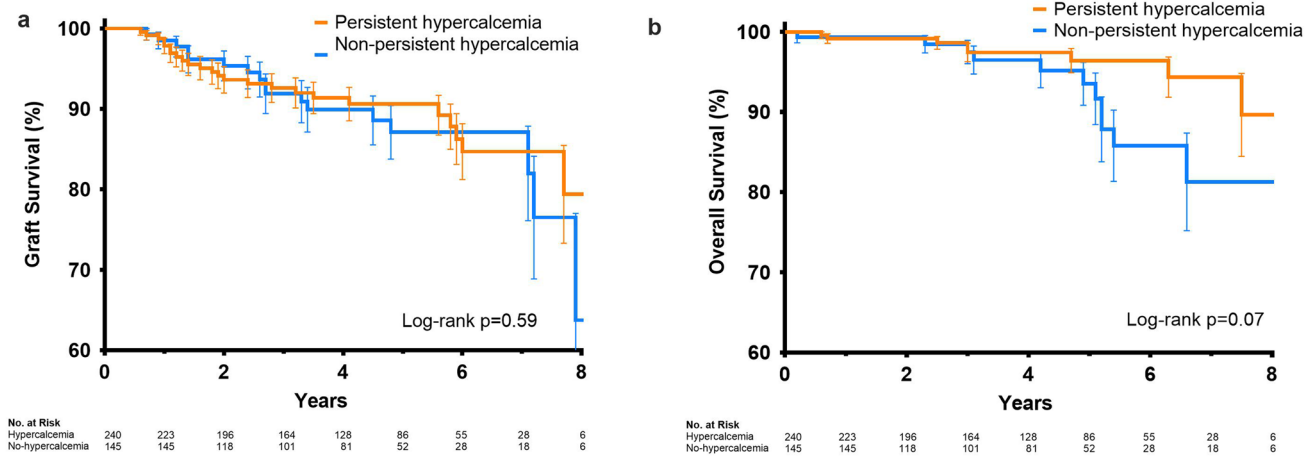 a
Persistent hypercalcemia
Non-persistent hypercalcemia
100
90
80
70
60
Graft Survival (%)
Log-rank p=0.59
0 2 4 6 8
Years
No. at Risk
Hypercalcemia 240 223 196 164 128 86 55 28 6
No-hypercalcemia 145 145 118 101 81 52 28 18 6
b
Persistent hypercalcemia
Non-persistent hypercalcemia
100
90
80
70
60
Overall Survival (%)
Log-rank p=0.07
0 2 4 6 8
Years
No. at Risk
Hypercalcemia 240 223 196 164 128 86 55 28 6
No-hypercalcemia 145 145 118 101 81 52 28 18 6